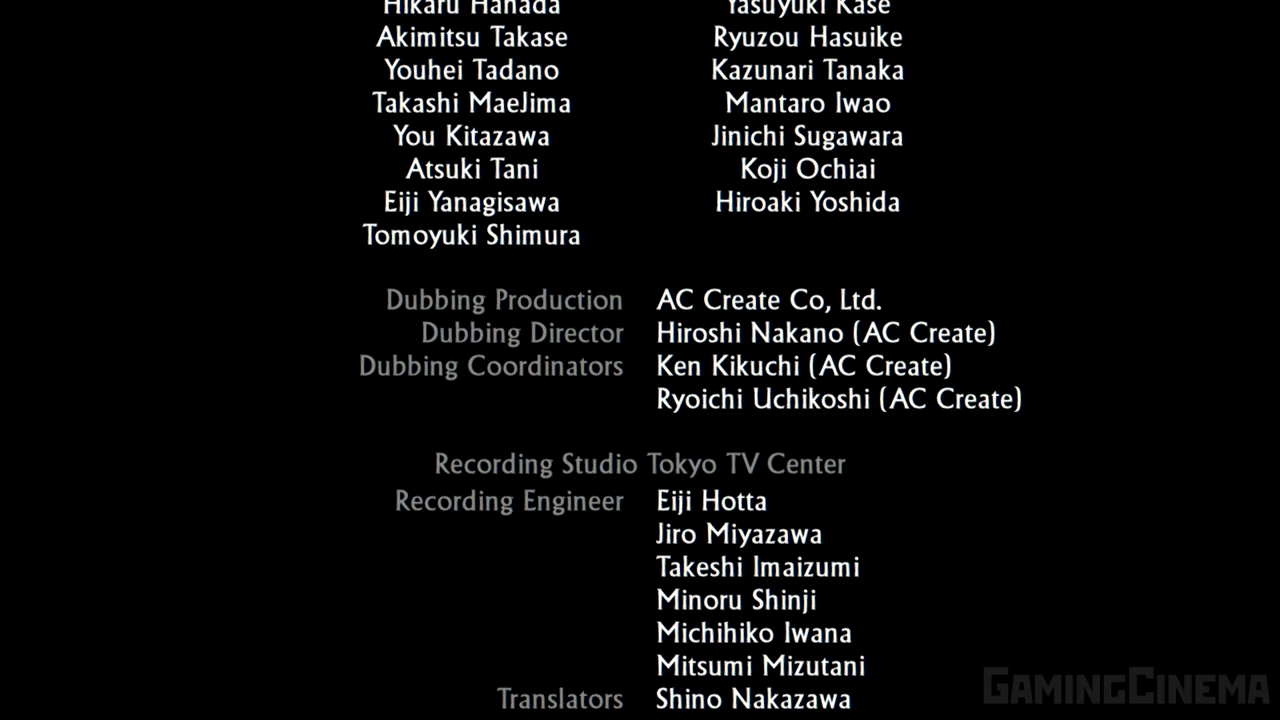 Hikaru Hanada Yasuyuki Kase
Akimitsu Takase Ryuzou Hasuike
Youhei Tadano Kazunari Tanaka
Takashi MaeJima Mantaro Iwao
You Kitazawa Jinichi Sugawara
Atsuki Tani Koji Ochiai
Eiji Yanagisawa Hiroaki Yoshida
Tomoyuki Shimura
Dubbing Production AC Create Co, Ltd.
Dubbing Director Hiroshi Nakano (AC Create)
Dubbing Coordinators Ken Kikuchi (AC Create)
Ryoichi Uchikoshi (AC Create)
Recording Studio Tokyo TV Center
Recording Engineer Eiji Hotta
Jiro Miyazawa
Takeshi Imaizumi
Minoru Shinji
Michihiko Iwana
Mitsumi Mizutani
Translators Shino Nakazawa
GAMINGCINEMA